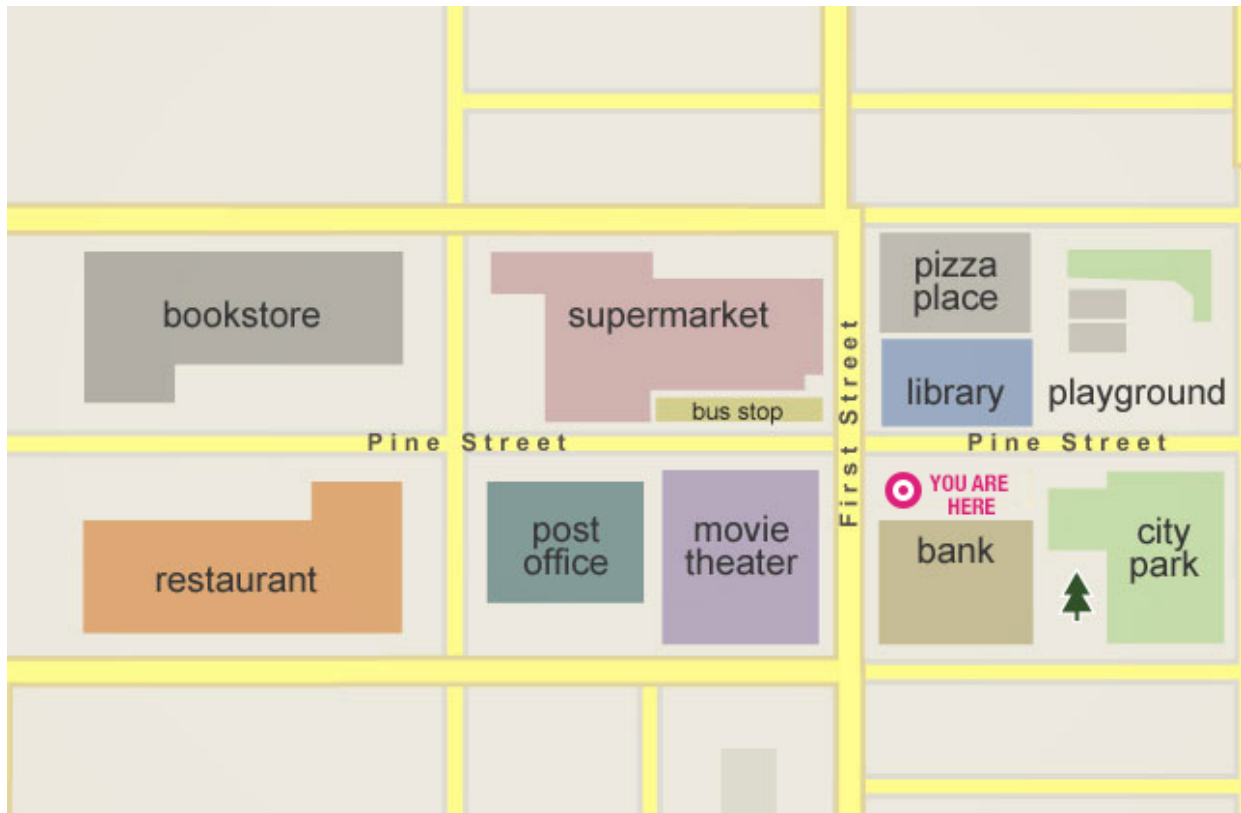 pizza
place
bookstore
supermarket
First Street
library
playground
bus stop
Pine Street
Pine Street
YOU ARE
HERE
post
office
movie
theater
bank
city
park
restaurant